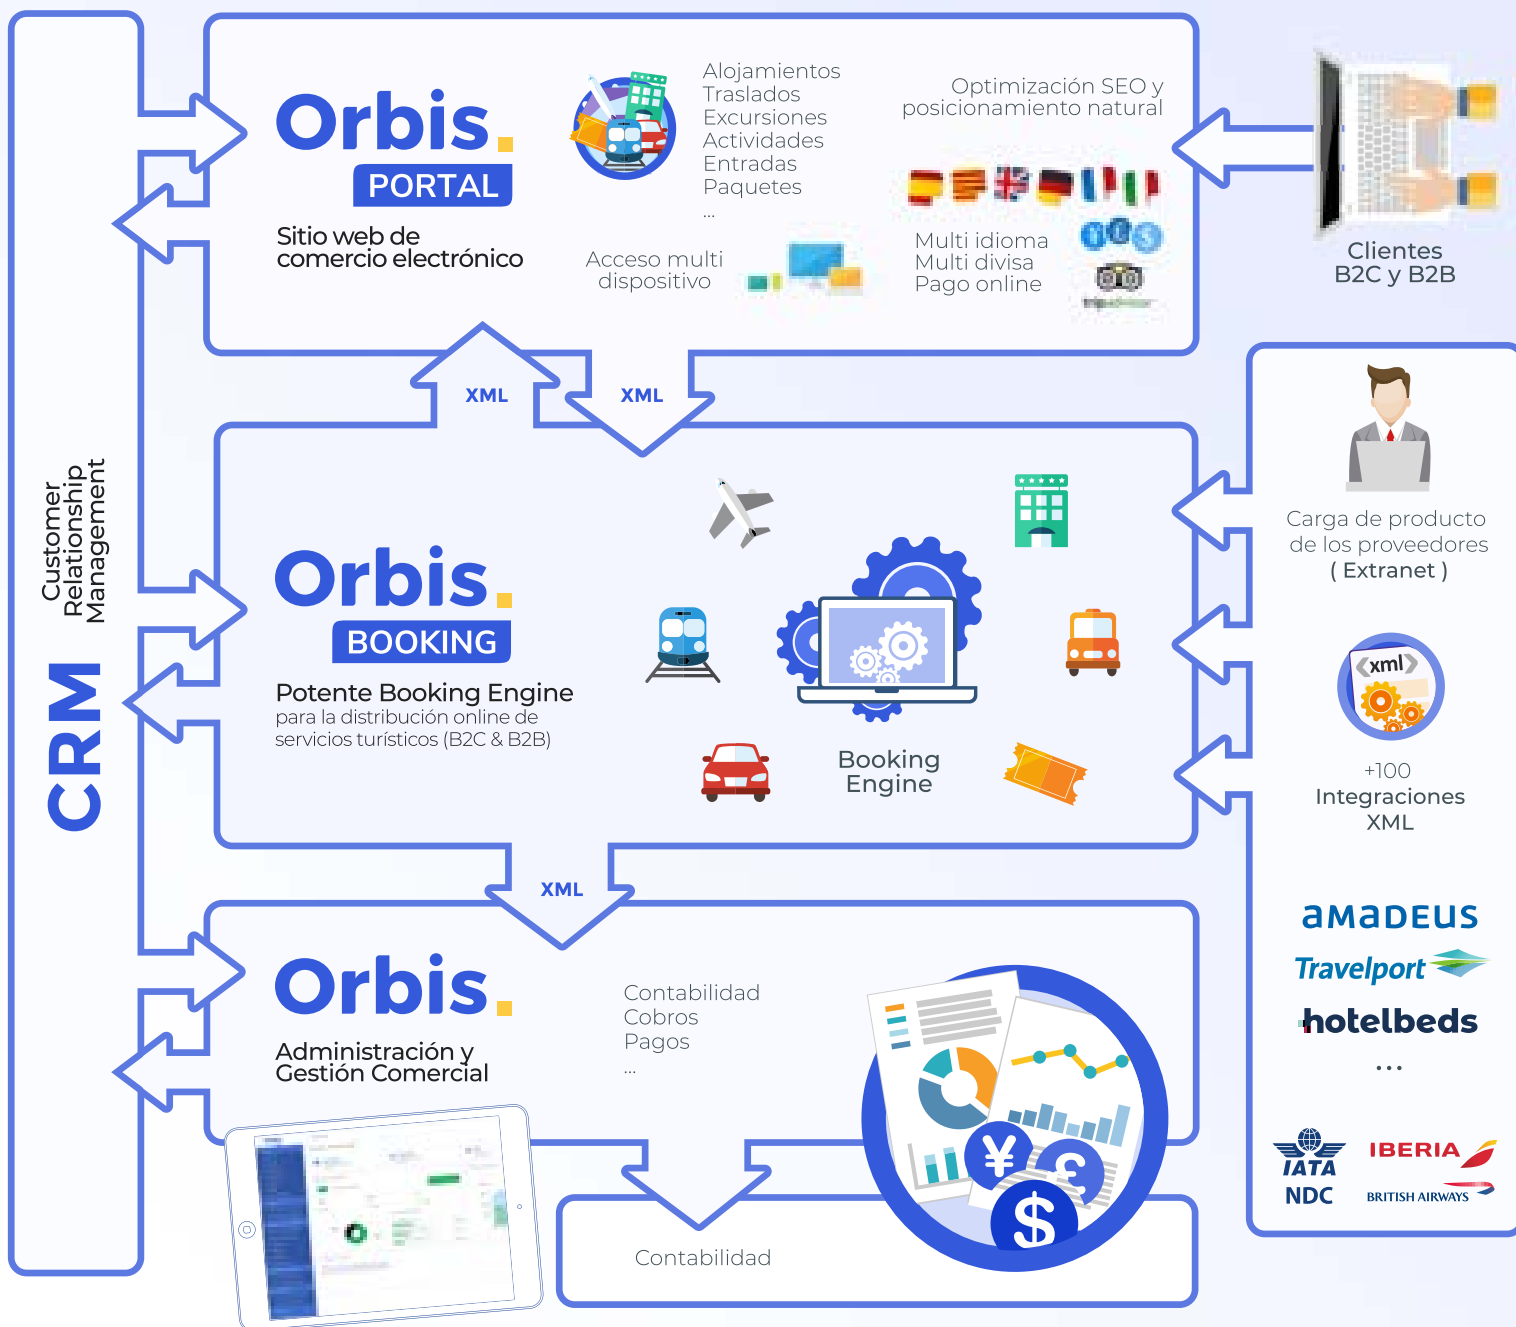 CRM
Customer
Relationship
Management
Orbis.
PORTAL
Sitio web de
comercio electrónico
Alojamientos
Traslados
Excursiones
Actividades
Entradas
Paquetes
...
Acceso multi
dispositivo
Optimización SEO y
posicionamiento natural
Multi idioma
Multi divisa
Pago online
Clientes
B2C y B2B
XML
XML
Orbis.
BOOKING
Potente Booking Engine
para la distribución online de
servicios turísticos (B2C & B2B)
Booking
Engine
Carga de producto
de los proveedores
( Extranet )
<xml>
+100
Integraciones
XML
amadeus
Travelport
hotelbeds
...
IATA
NDC
IBERIA
BRITISH AIRWAYS
XML
Orbis.
Administración y
Gestión Comercial
Contabilidad
Cobros
Pagos
...
¥
£
$
Contabilidad